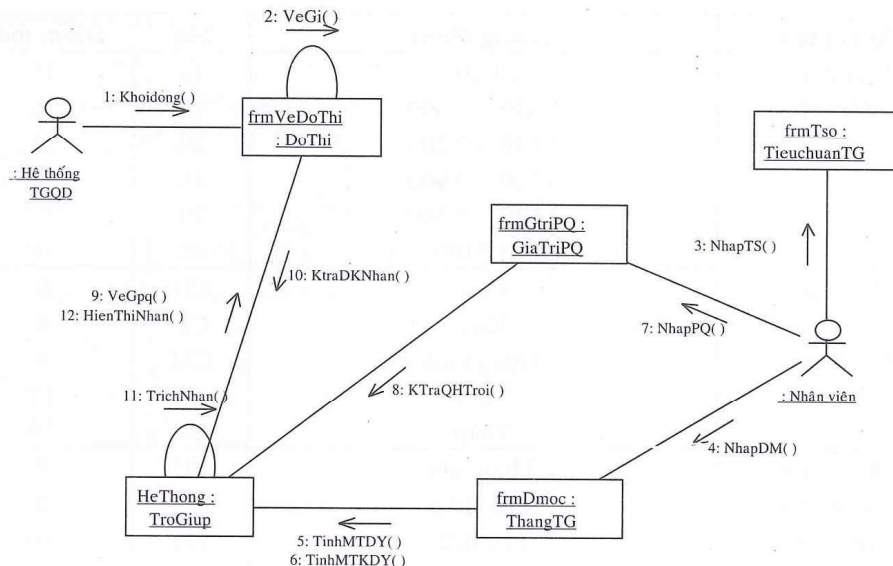 2: VeGi( )
1: Khoidong( )
frmVeDoThi
: DoThi
frmTso :
TieuchuanTG
: Hê thống
TGQD
frmGtriPQ :
GiaTriPQ
3: NhapTS( )
10: KtraDKNhan( )
9: VeGpq( )
12: HienThiNhan( )
7: NhapPQ( )
11: TrichNhan( )
8: KTraQHTroi( )
: Nhân viên
4: NhapDM( )
HeThong :
TroGiup
frmDmoc :
ThangTG
5: TinhMTDY( )
6: TinhMTKDY( )